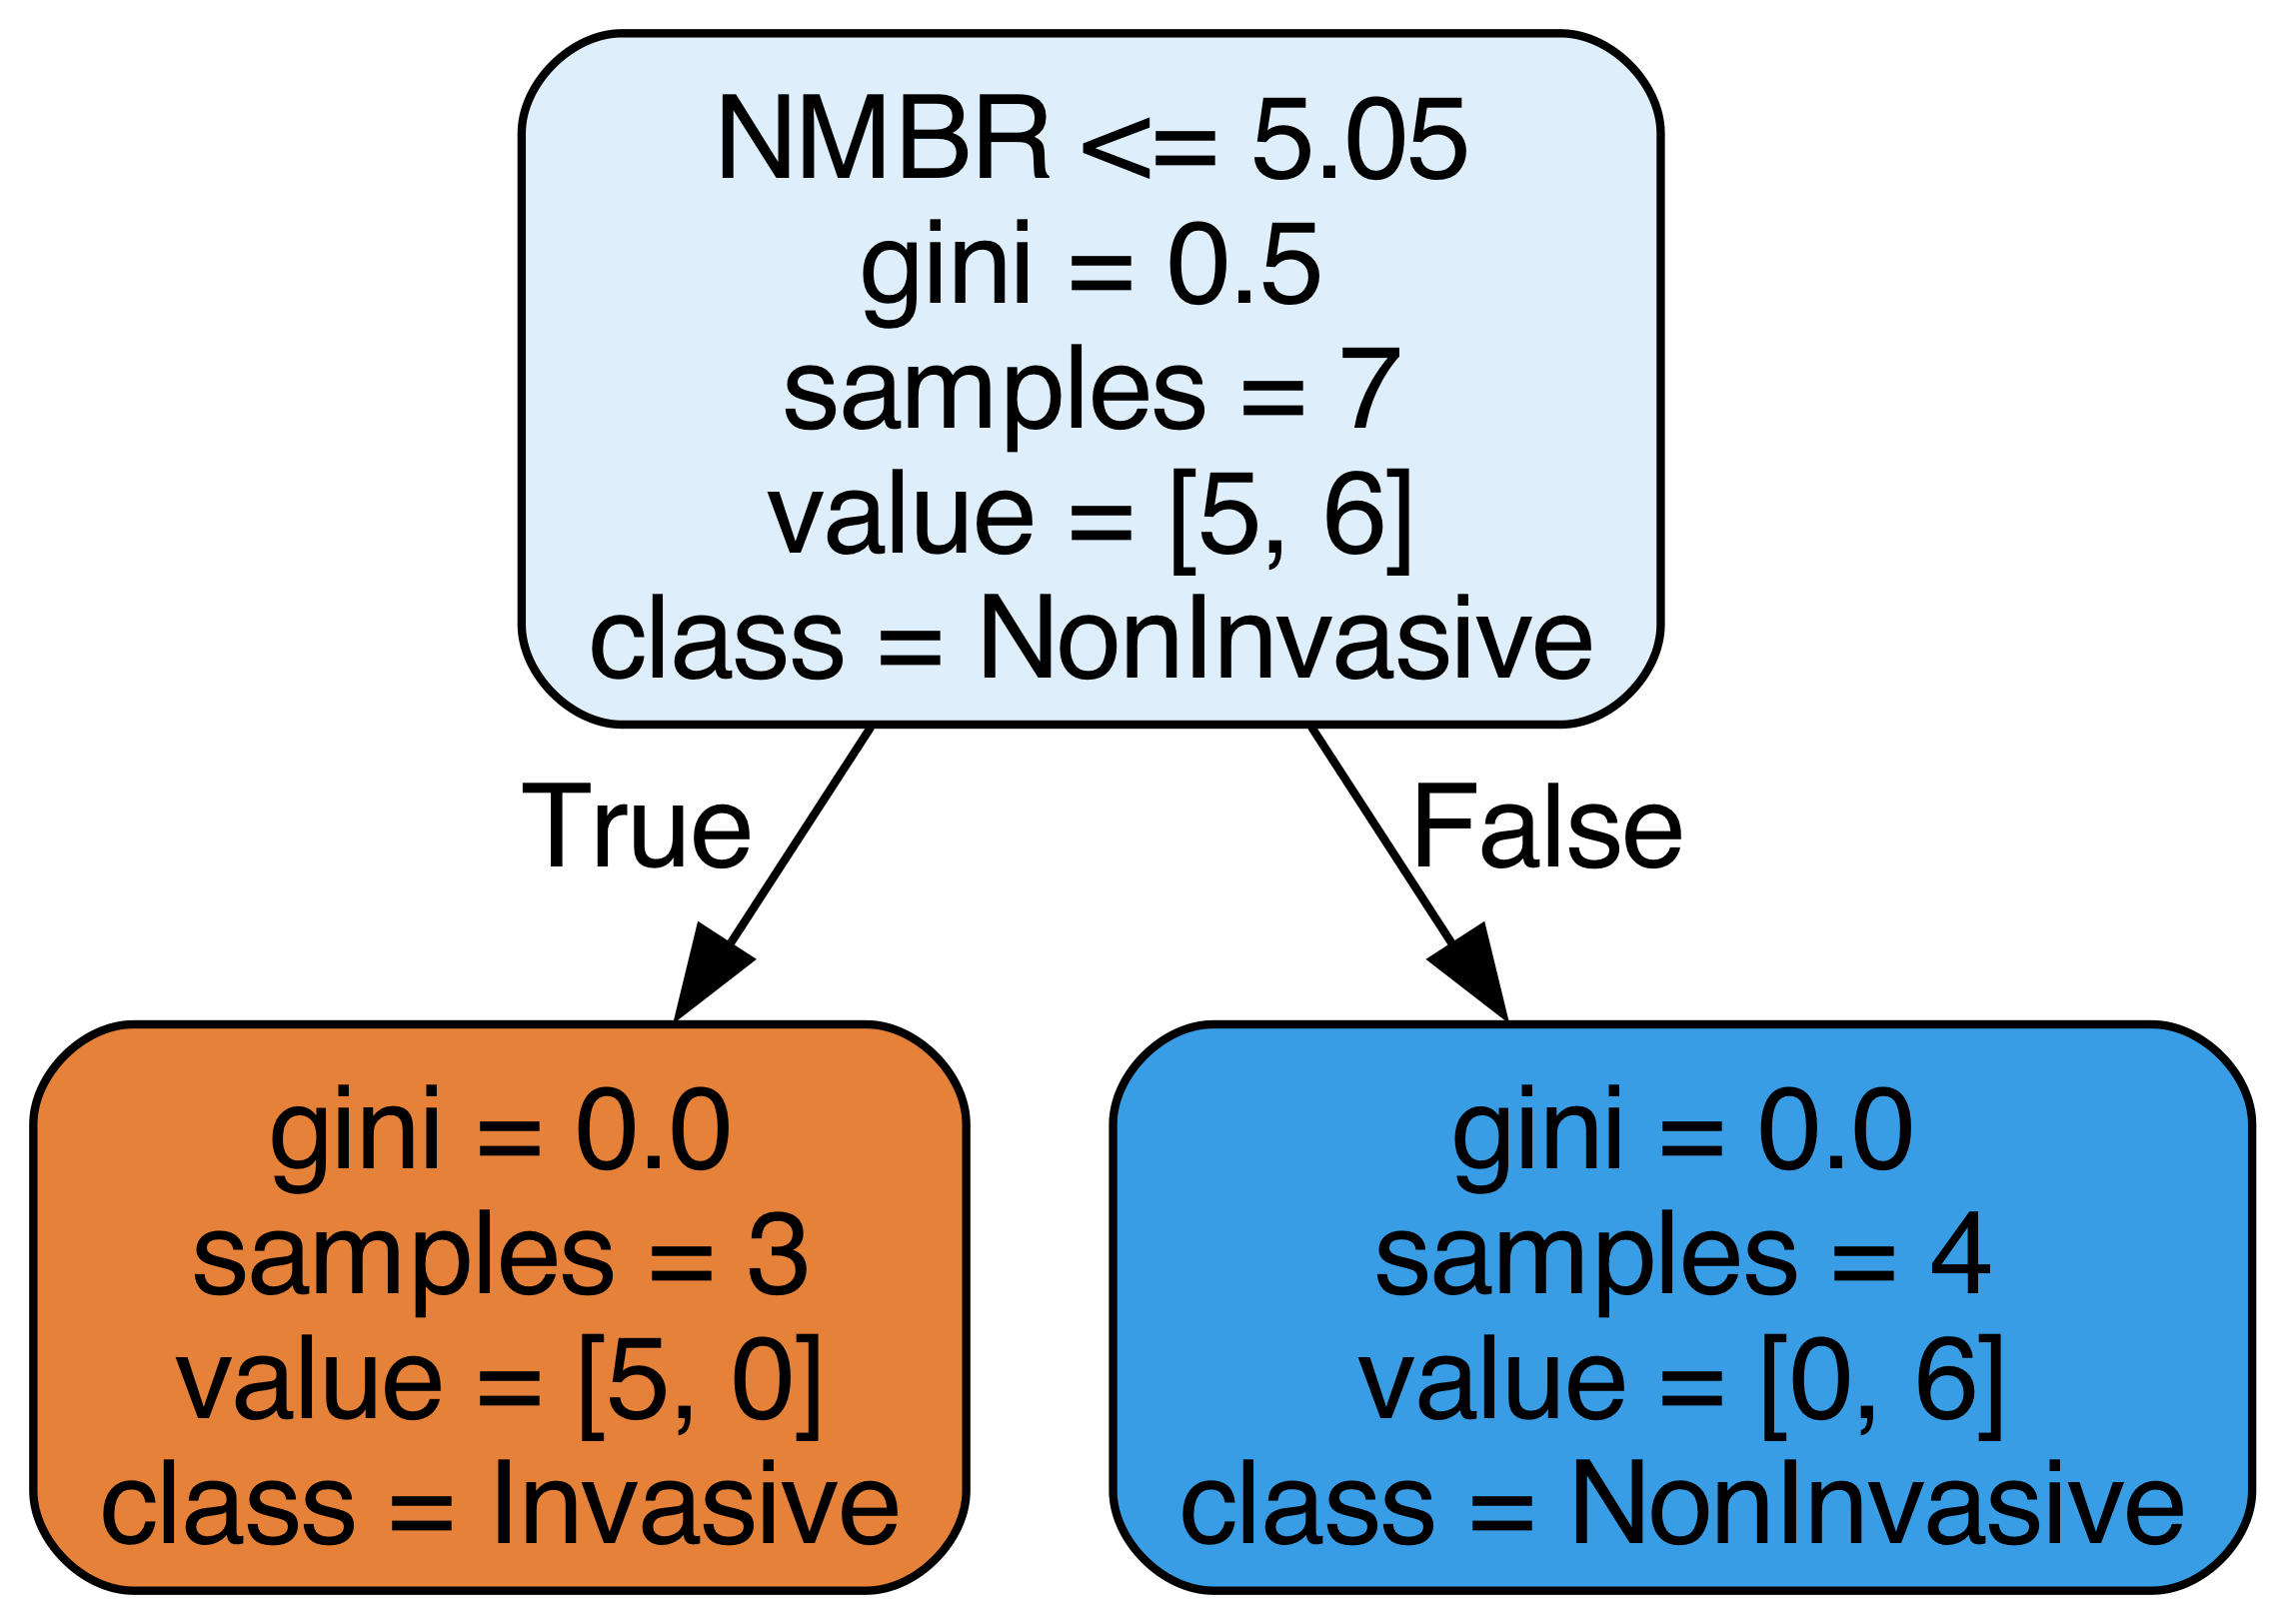 NMBR <= 5.05
gini = 0.5
samples = 7
value = [5, 6]
class = NonInvasive
True
False
gini = 0.0
samples = 3
value = [5, 0]
class = Invasive
gini = 0.0
samples = 4
value = [0, 6]
class = NonInvasive